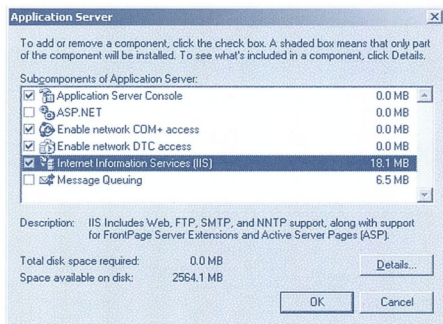 Application Server
To add or remove a component, click the check box. A shaded box means that only part
of the component will be installed. To see what's included in a component, click Details.
Subcomponents of Application Server:
Application Server Console 0.0 MB
ASP.NET 0.0 MB
Enable network COM+ access 0.0 MB
Enable network DTC access 0.0 MB
Internet Information Services (IIS) 18.1 MB
Message Queuing 6.5 MB
Description: IIS Includes Web, FTP, SMTP, and NNTP support, along with support
for FrontPage Server Extensions and Active Server Pages (ASP).
Total disk space required: 0.0 MB
Details...
Space available on disk: 2564.1 MB
OK Cancel